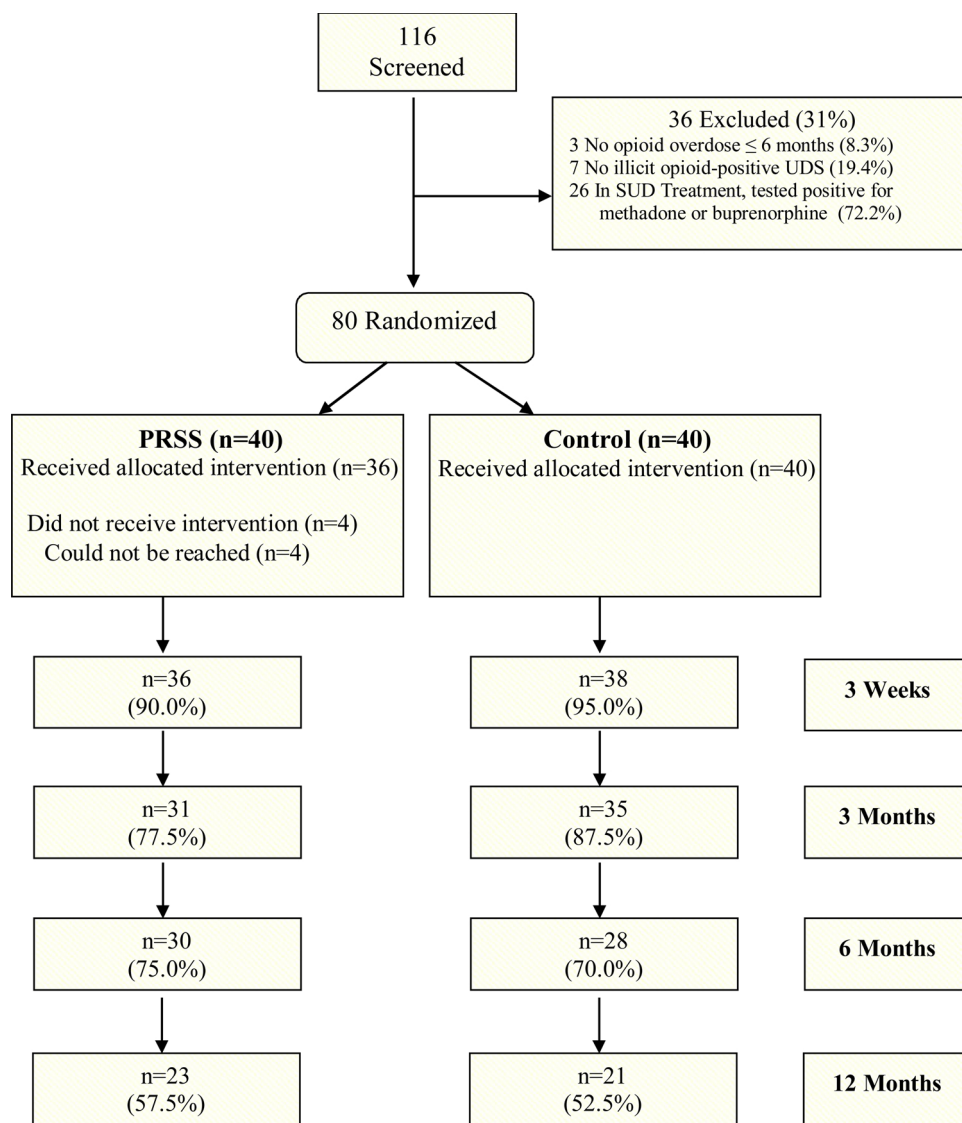 116
Screened
36 Excluded (31%)
3 No opioid overdose ≤ 6 months (8.3%)
7 No illicit opioid-positive UDS (19.4%)
26 In SUD Treatment, tested positive for
methadone or buprenorphine (72.2%)
80 Randomized
PRSS (n=40)
Received allocated intervention (n=36)
Did not receive intervention (n=4)
Could not be reached (n=4)
Control (n=40)
Received allocated intervention (n=40)
n=36
(90.0%)
n=38
(95.0%)
3 Weeks
n=31
(77.5%)
n=35
(87.5%)
3 Months
n=30
(75.0%)
n=28
(70.0%)
6 Months
n=23
(57.5%)
n=21
(52.5%)
12 Months